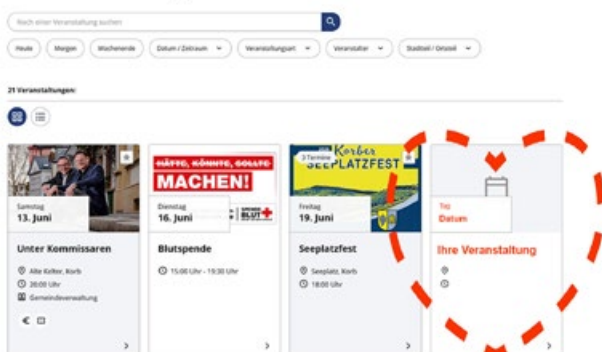 Nach einer Veranstaltung suchen
Heute
Morgen
Wochenende
Datum / Zeitraum
Veranstaltungsart
Veranstalter
Stadtteil / Ortsteil
21 Veranstaltungen:
Samstag
13. Juni
Unter Kommissaren
Alte Kelter, Korb
20:00 Uhr
Gemeindeverwaltung
HÄTTE, KÖNNTE, SOLLTE
MACHEN!
SPENDE
BLUT
Dienstag
16. Juni
Blutspende
15:00 Uhr - 19:30 Uhr
3 Termine
Korber
SEEPLATZFEST
Freitag
19. Juni
Seeplatzfest
Seeplatz, Korb
18:00 Uhr
Tag
Datum
Ihre Veranstaltung